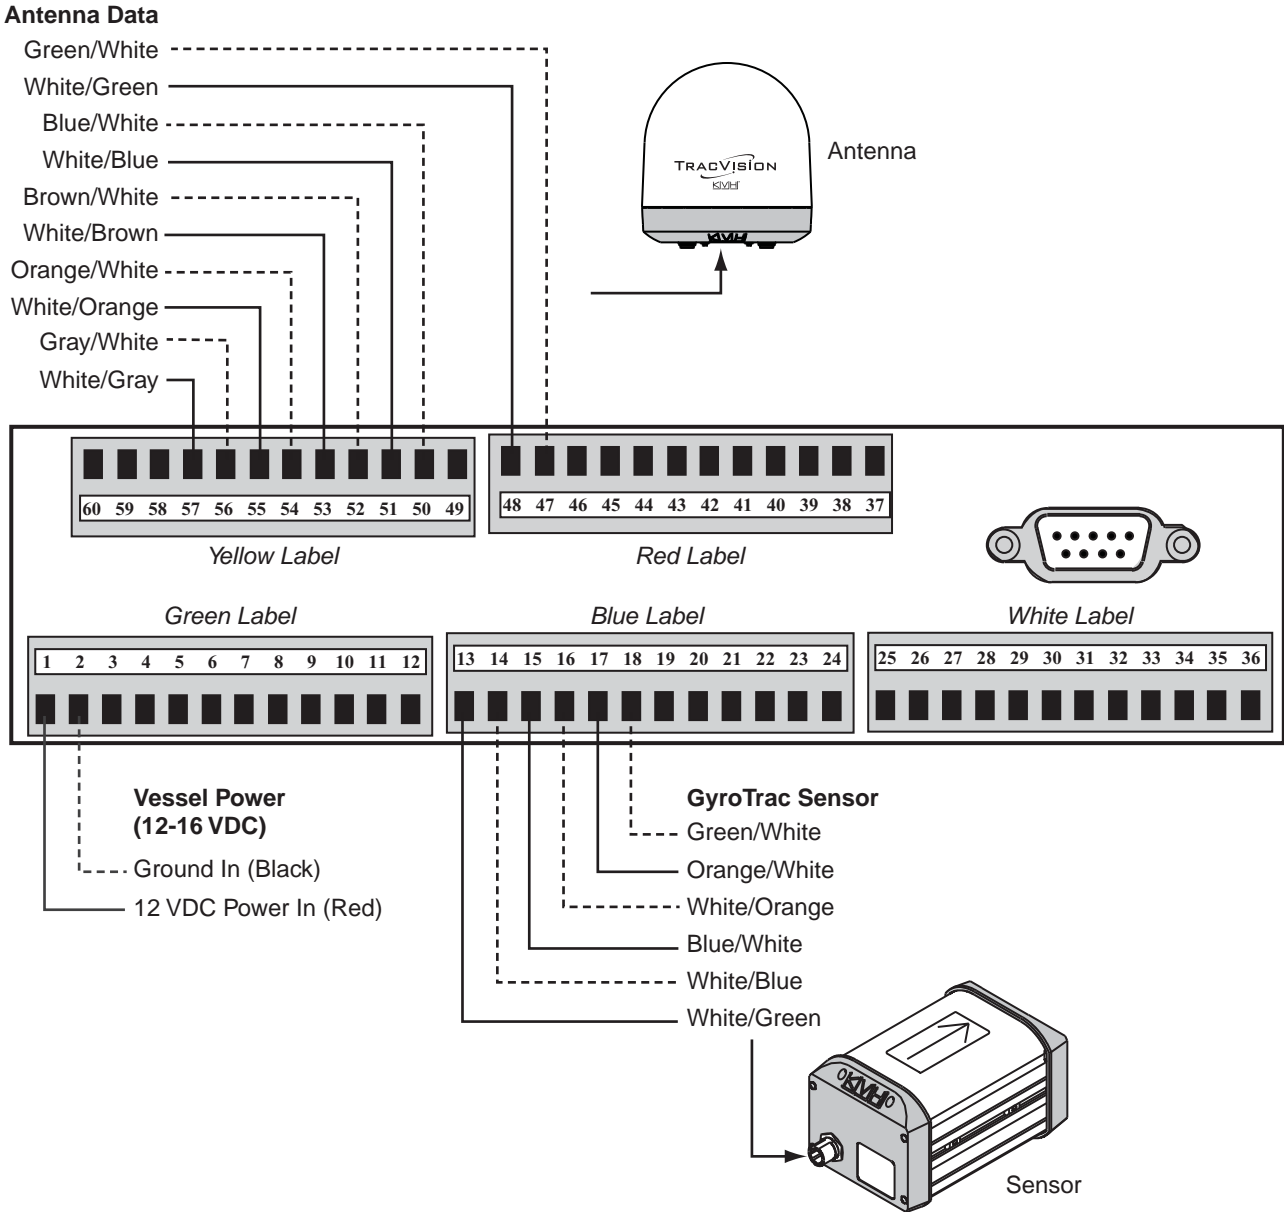 Antenna Data
Green/White
White/Green
Blue/White
White/Blue
Brown/White
White/Brown
Orange/White
White/Orange
Gray/White
White/Gray
TRACVISION
KVH
KVH
Antenna
60 59 58 57 56 55 54 53 52 51 50 49
48 47 46 45 44 43 42 41 40 39 38 37
Yellow Label
Red Label
Green Label
Blue Label
White Label
1 2 3 4 5 6 7 8 9 10 11 12
13 14 15 16 17 18 19 20 21 22 23 24
25 26 27 28 29 30 31 32 33 34 35 36
Vessel Power
(12-16 VDC)
Ground In (Black)
12 VDC Power In (Red)
GyroTrac Sensor
Green/White
Orange/White
White/Orange
Blue/White
White/Blue
White/Green
KVH
Sensor